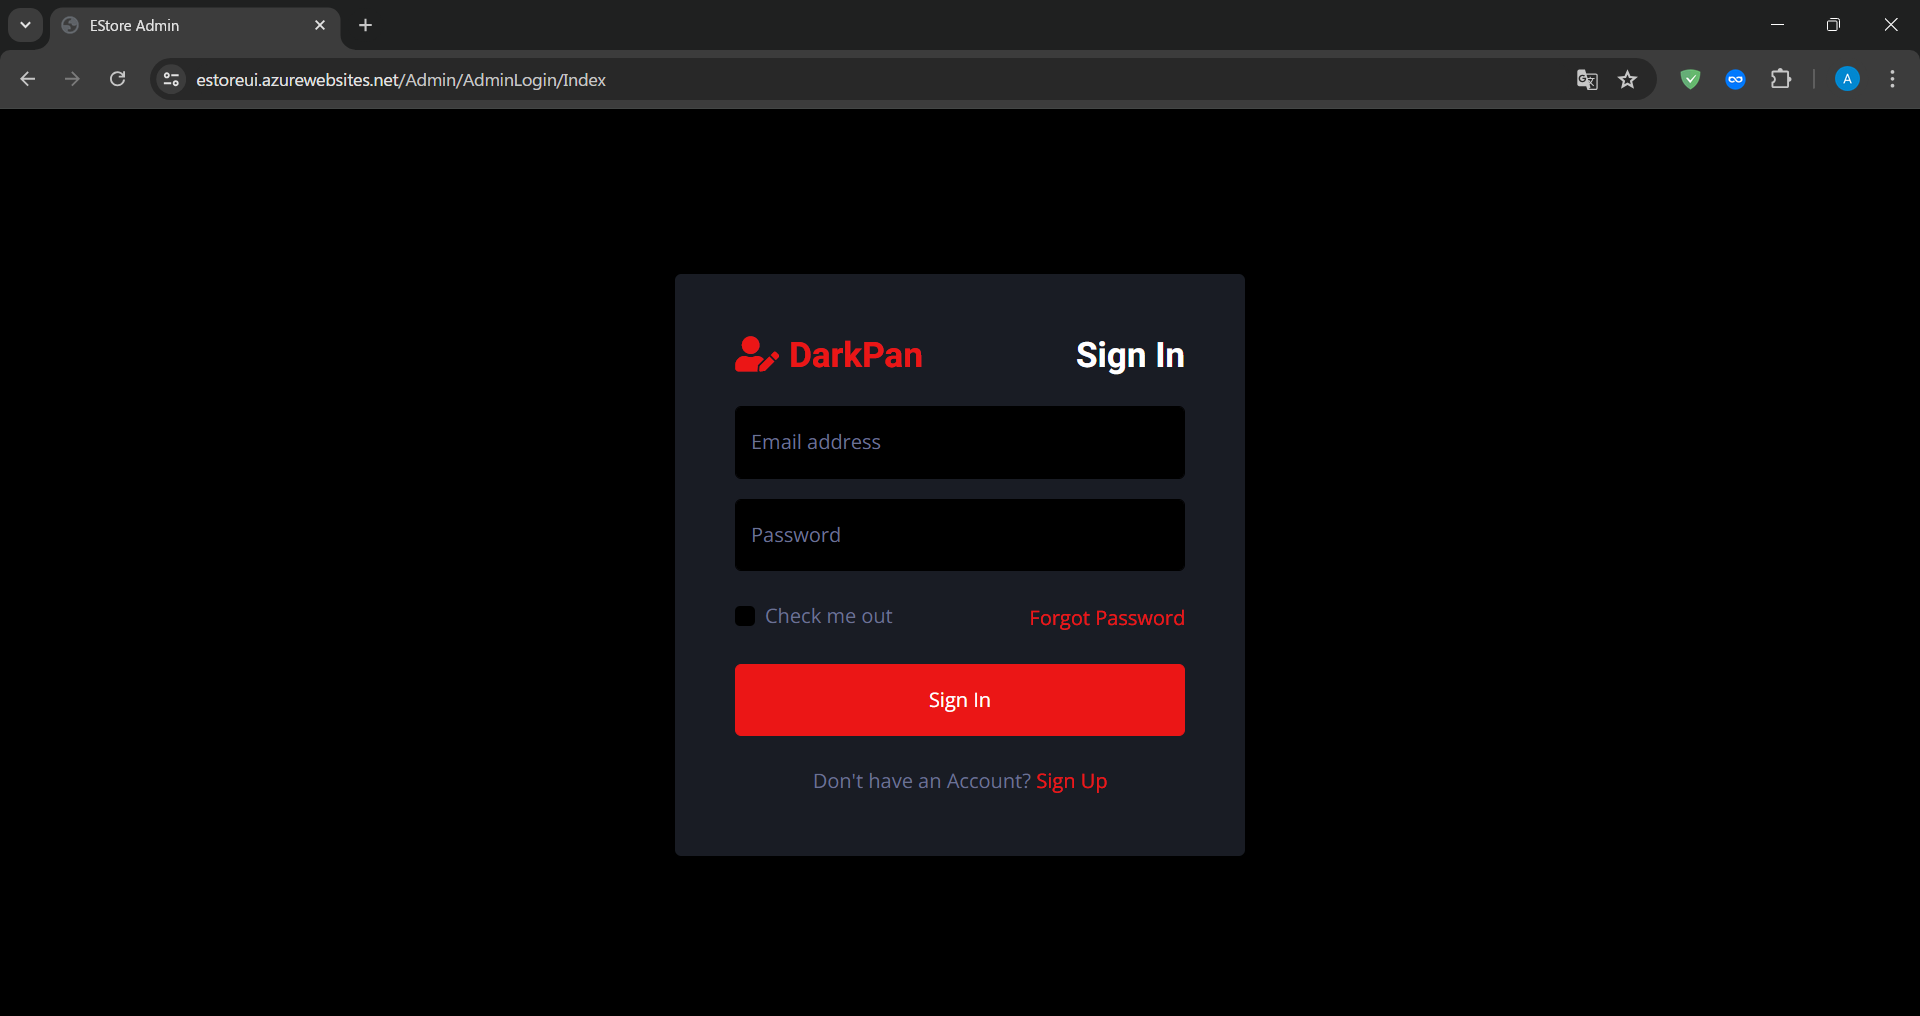 EStore Admin
estoreui.azurewebsites.net/Admin/AdminLogin/Index
A
DarkPan
Sign In
Email address
Password
Check me out
Forgot Password
Sign In
Don't have an Account? Sign Up